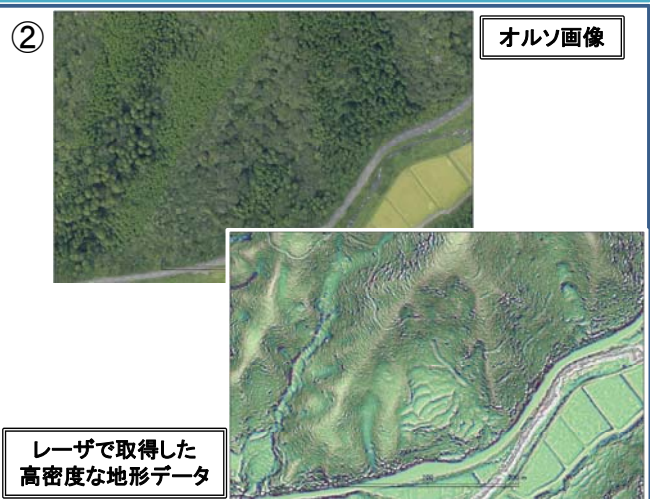 ②
オルソ画像
レーザで取得した
高密度な地形データ